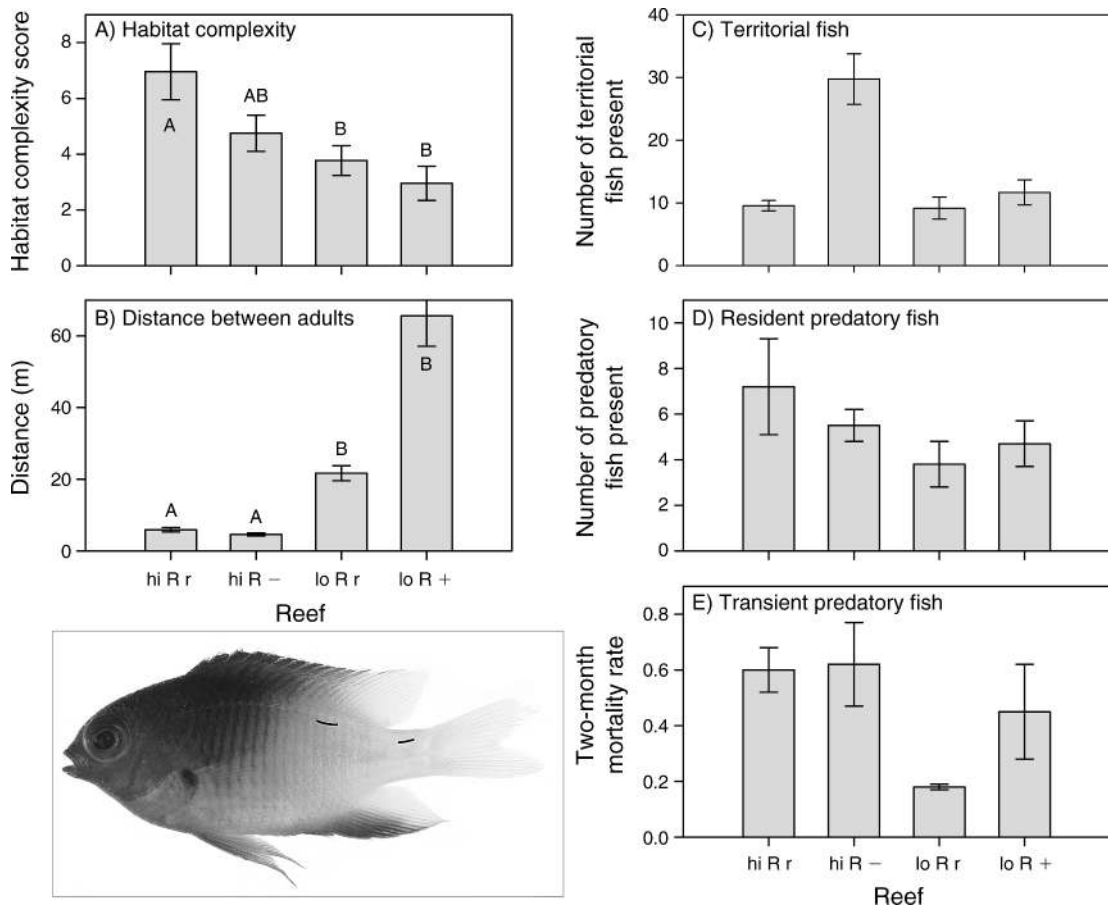 A) Habitat complexity
Habitat complexity score
8
6
4
2
0
A
AB
B
B
B) Distance between adults
Distance (m)
60
40
20
0
A
A
B
B
hi R r
hi R −
lo R r
lo R +
Reef
C) Territorial fish
Number of territorial
fish present
40
30
20
10
0
D) Resident predatory fish
Number of predatory
fish present
10
8
6
4
2
0
E) Transient predatory fish
Two-month
mortality rate
0.8
0.6
0.4
0.2
0.0
hi R r
hi R −
lo R r
lo R +
Reef